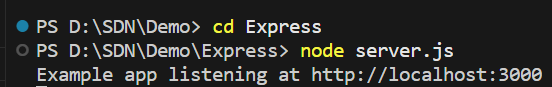 PS D:\SDN\Demo> cd Express
PS D:\SDN\Demo\Express> node server.js
Example app listening at http://localhost:3000